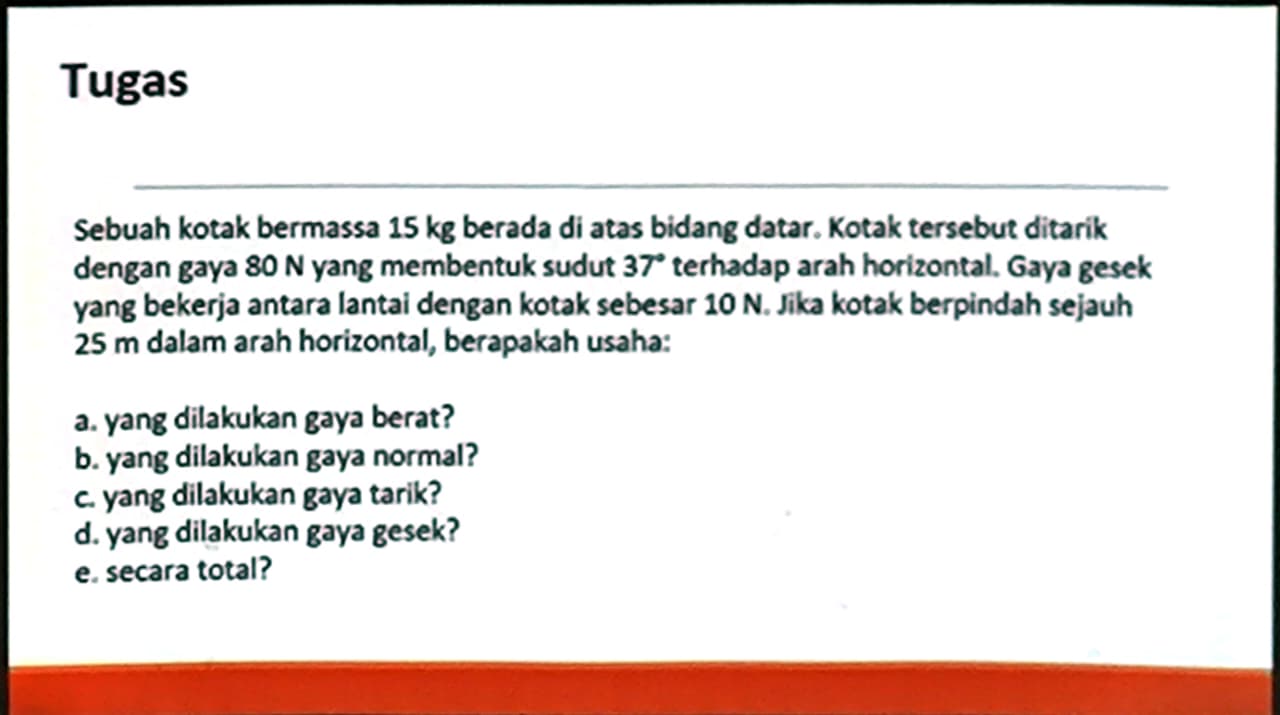 Tugas
Sebuah kotak bermassa 15 kg berada di atas bidang datar. Kotak tersebut ditarik
dengan gaya 80 N yang membentuk sudut 37° terhadap arah horizontal. Gaya gesek
yang bekerja antara lantai dengan kotak sebesar 10 N. Jika kotak berpindah sejauh
25 m dalam arah horizontal, berapakah usaha:
a. yang dilakukan gaya berat?
b. yang dilakukan gaya normal?
c. yang dilakukan gaya tarik?
d. yang dilakukan gaya gesek?
e. secara total?